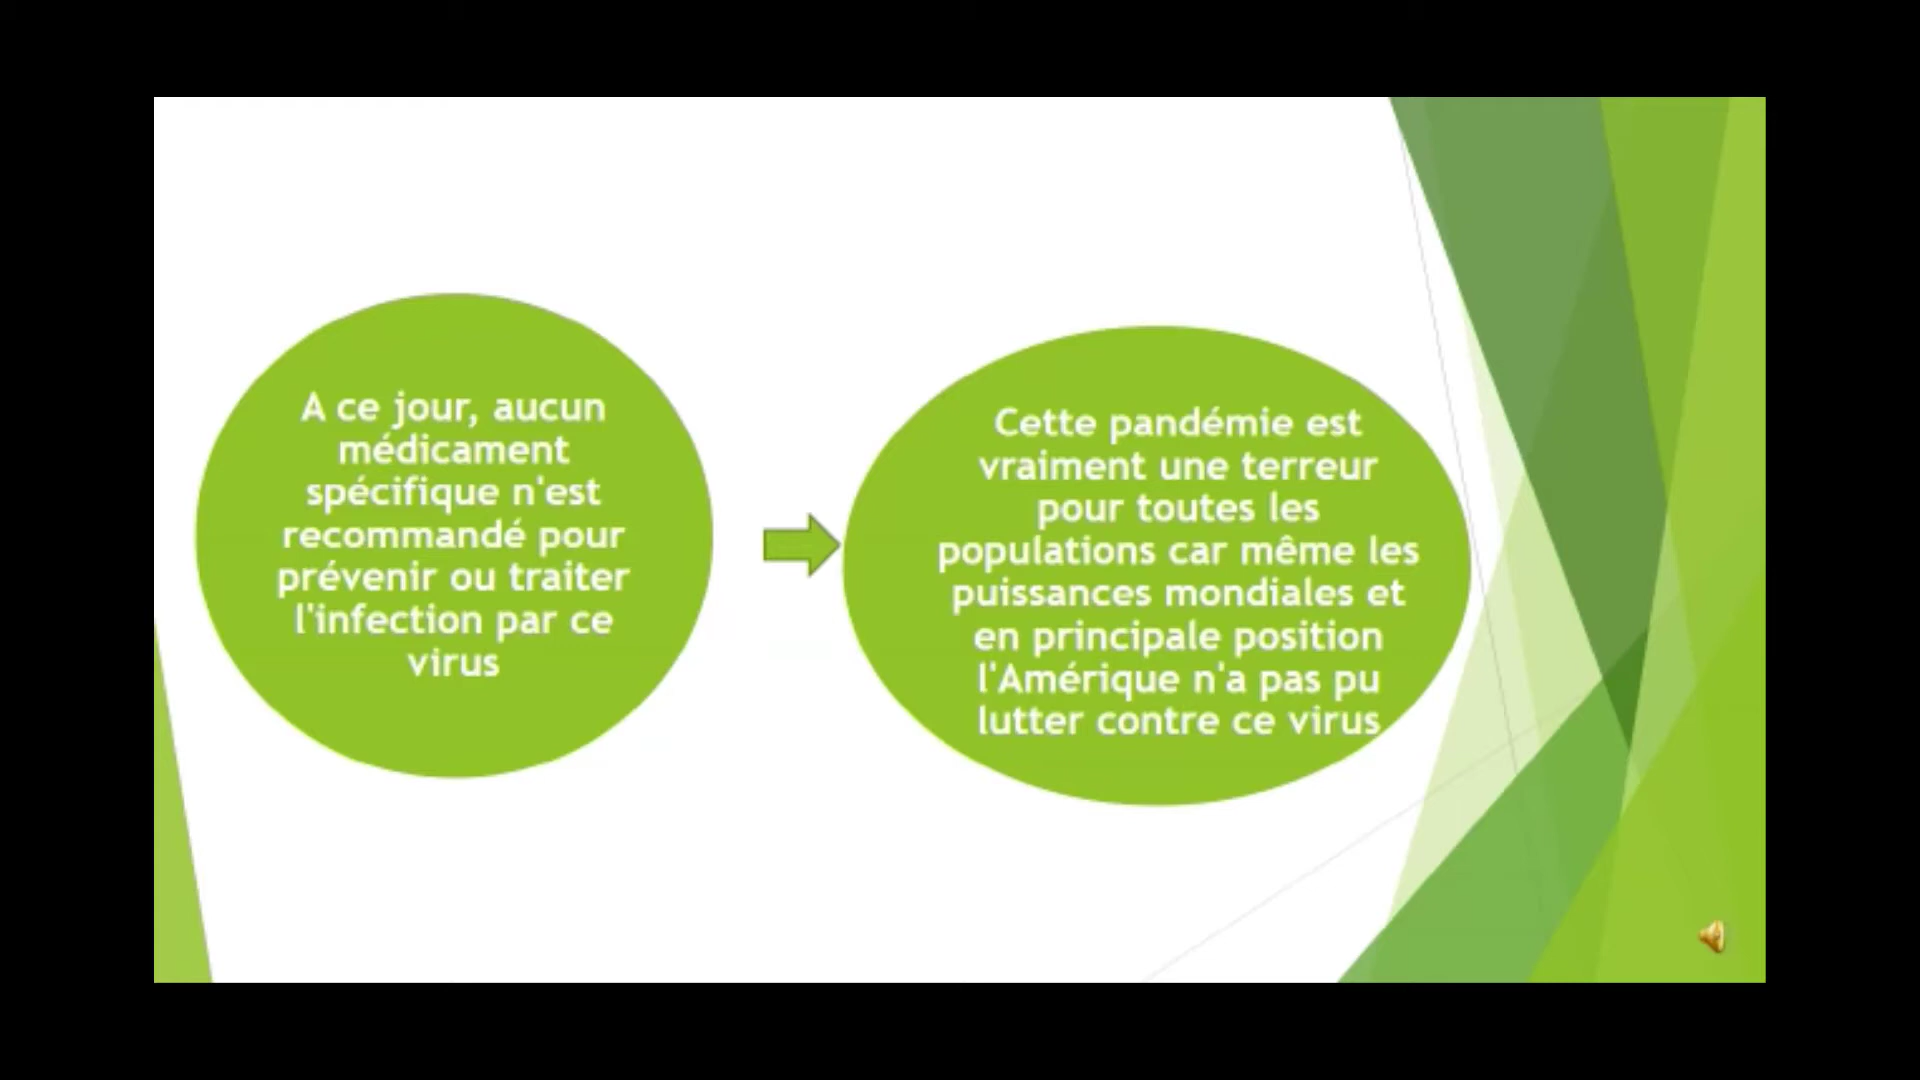 A ce jour, aucun
médicament
spécifique n'est
recommandé pour
prévenir ou traiter
l'infection par ce
virus
Cette pandémie est
vraiment une terreur
pour toutes les
populations car même les
puissances mondiales et
en principale position
l'Amérique n'a pas pu
lutter contre ce virus